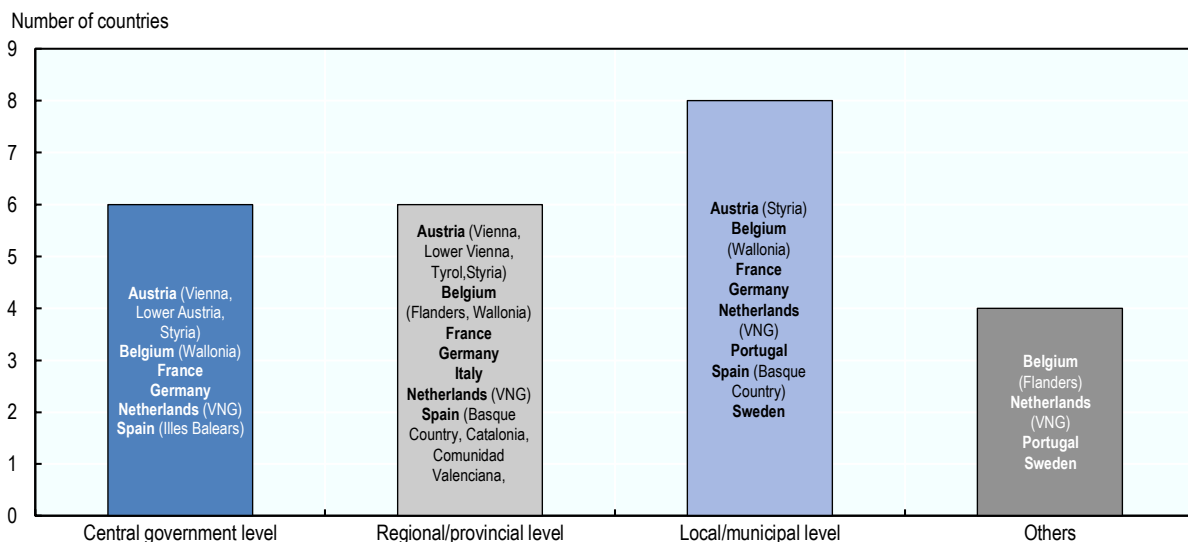 Number of countries
9
8
7
6
5
4
3
2
1
0
Austria (Vienna,
Lower Austria,
Styria)
Belgium (Wallonia)
France
Germany
Netherlands (VNG)
Spain (Illes Balears)
Austria (Vienna,
Lower Vienna,
Tyrol,Styria)
Belgium
(Flanders, Wallonia)
France
Germany
Italy
Netherlands (VNG)
Spain (Basque
Country, Catalonia,
Comunidad
Valenciana,
Austria (Styria)
Belgium
(Wallonia)
France
Germany
Netherlands
(VNG)
Portugal
Spain (Basque
Country)
Sweden
Belgium
(Flanders)
Netherlands
(VNG)
Portugal
Sweden
Central government level
Regional/provincial level
Local/municipal level
Others